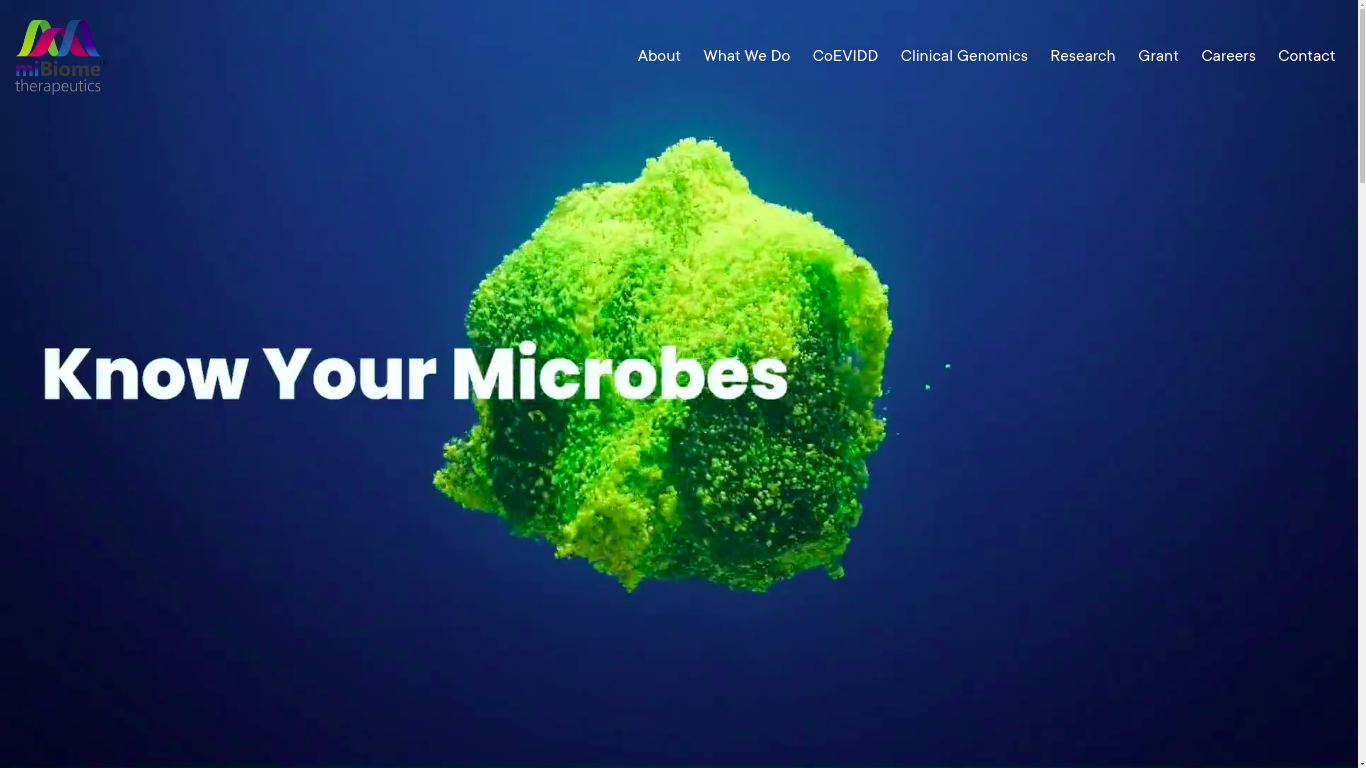 miBiome
therapeutics
About
What We Do
CoEVIDD
Clinical Genomics
Research
Grant
Careers
Contact
Know Your Microbes